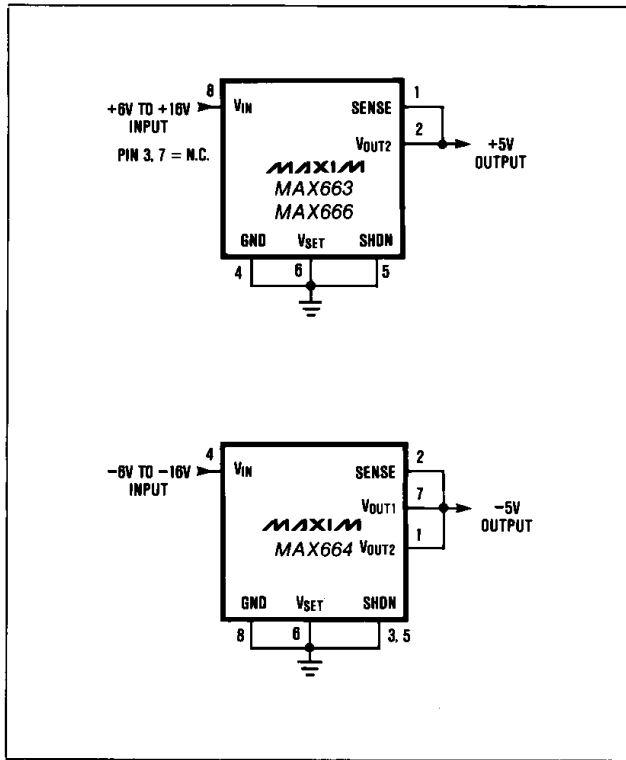 8
1
+6V TO +16V
INPUT
VIN
SENSE
2
VOUT2
+5V
OUTPUT
PIN 3, 7 = N.C.
MAXIM
MAX663
MAX666
GND
VSET
SHDN
4
6
5
4
2
−6V TO −16V
INPUT
VIN
SENSE
7
VOUT1
−5V
OUTPUT
1
MAXIM
MAX664
VOUT2
GND
VSET
SHDN
8
6
3, 5